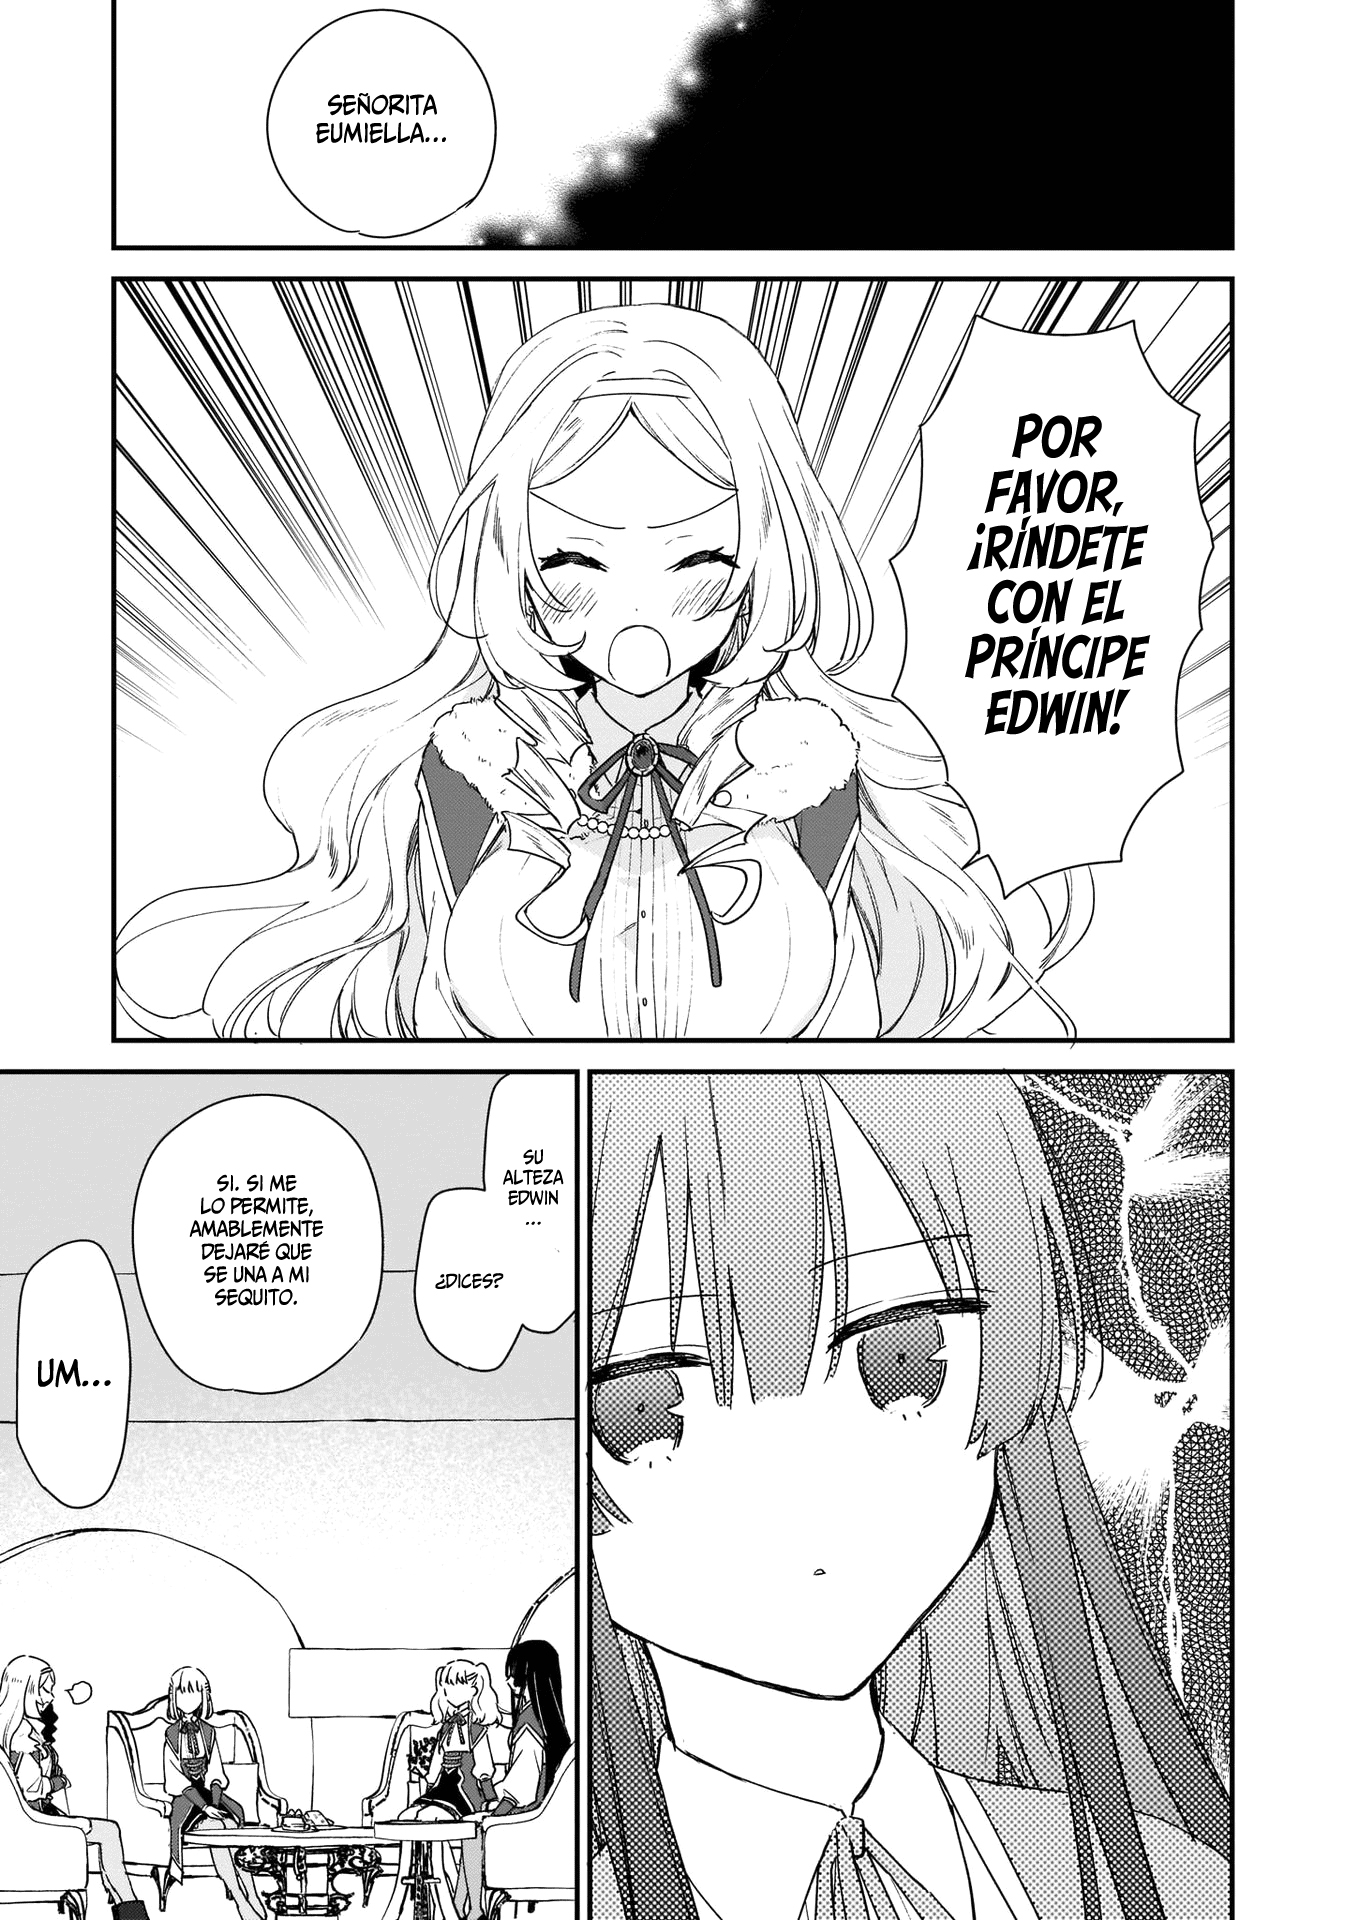 SEÑORITA
EUMIELLA...
POR
FAVOR,
¡RÍNDETE
CON EL
PRÍNCIPE
EDWIN!
SU
ALTEZA
EDWIN
...
¿DICES?
SI. SI ME
LO PERMITE,
AMABLEMENTE
DEJARÉ QUE
SE UNA A MI
SEQUITO.
UM...